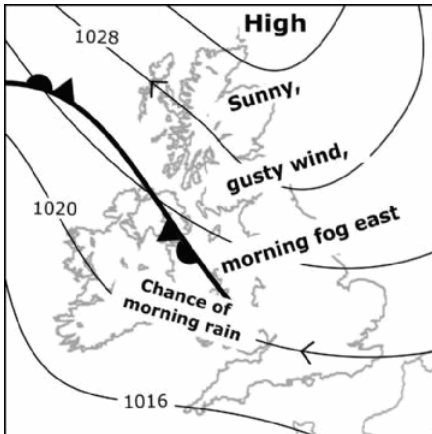 High
1028
Sunny,
gusty wind,
1020
morning fog east
Chance of
morning rain
1016